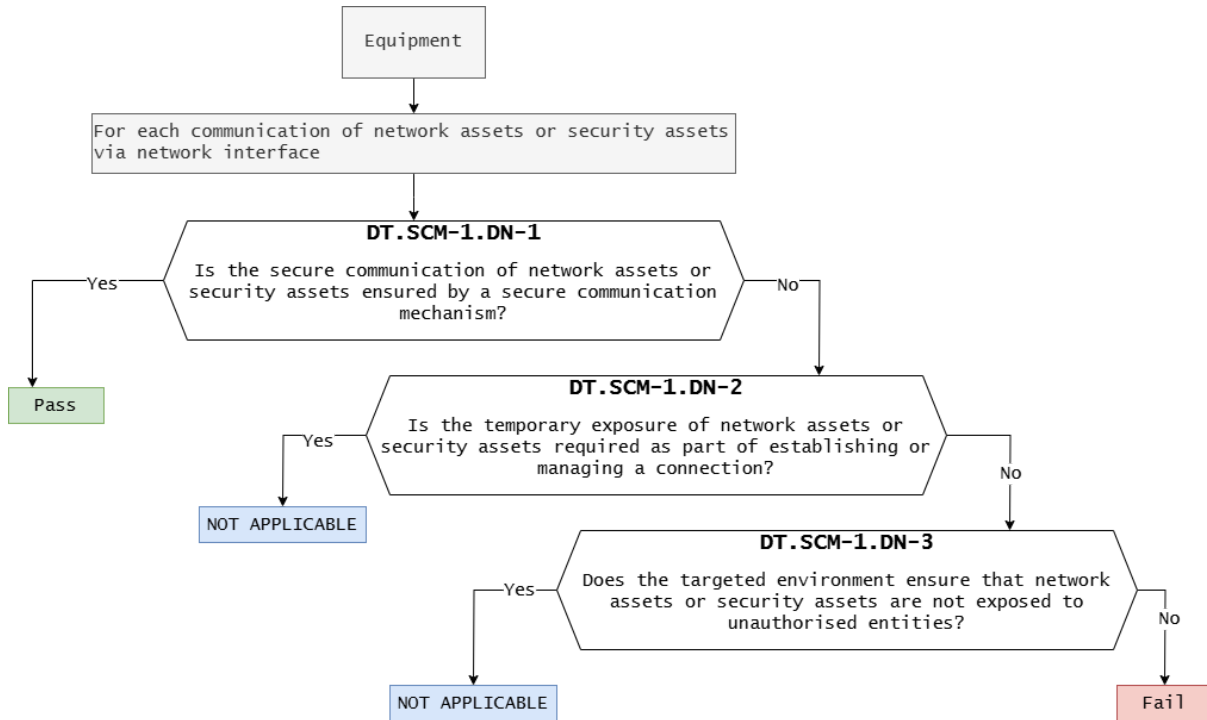 Equipment
For each communication of network assets or security assets
via network interface
DT.SCM-1.DN-1
Is the secure communication of network assets or
security assets ensured by a secure communication
mechanism?
Yes
No
Pass
DT.SCM-1.DN-2
Is the temporary exposure of network assets or
security assets required as part of establishing or
managing a connection?
Yes
No
NOT APPLICABLE
DT.SCM-1.DN-3
Does the targeted environment ensure that network
assets or security assets are not exposed to
unauthorised entities?
Yes
No
NOT APPLICABLE
Fail